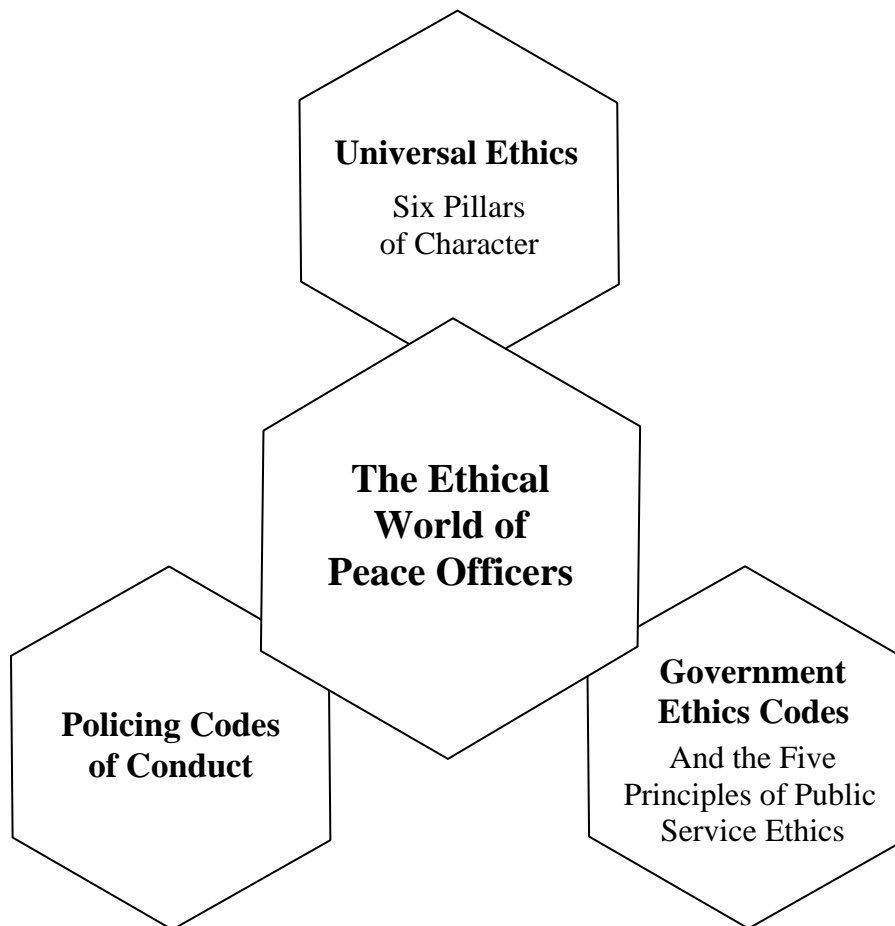 Universal Ethics
Six Pillars
of Character
The Ethical
World of
Peace Officers
Policing Codes
of Conduct
Government
Ethics Codes
And the Five
Principles of Public
Service Ethics